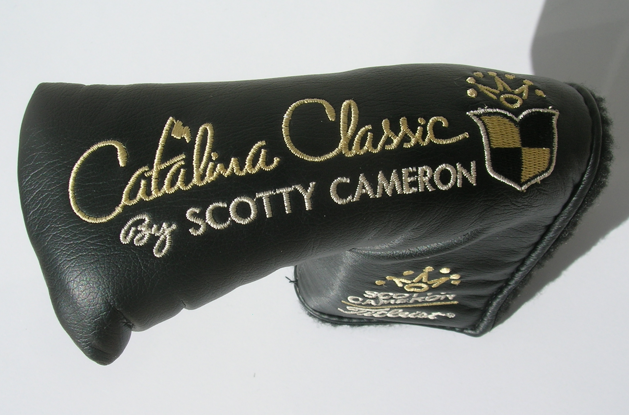 Catalina Classic
By SCOTTY CAMERON
SCOTTY
CAMERON
Titleist